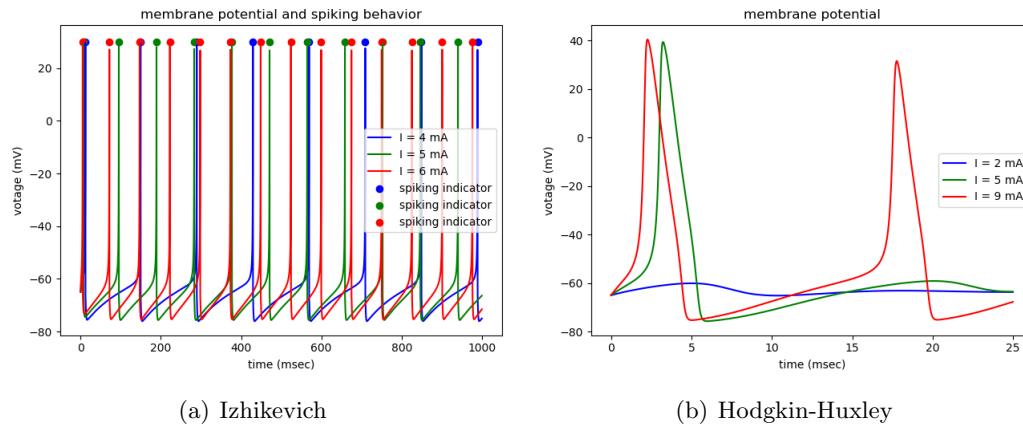 membrane potential and spiking behavior
votage (mV)
20
0
−20
−40
−60
−80
I = 4 mA
I = 5 mA
I = 6 mA
spiking indicator
spiking indicator
spiking indicator
0
200
400
600
800
1000
time (msec)
(a) Izhikevich
membrane potential
votage (mV)
40
20
0
−20
−40
−60
−80
I = 2 mA
I = 5 mA
I = 9 mA
0
5
10
15
20
25
time (msec)
(b) Hodgkin-Huxley